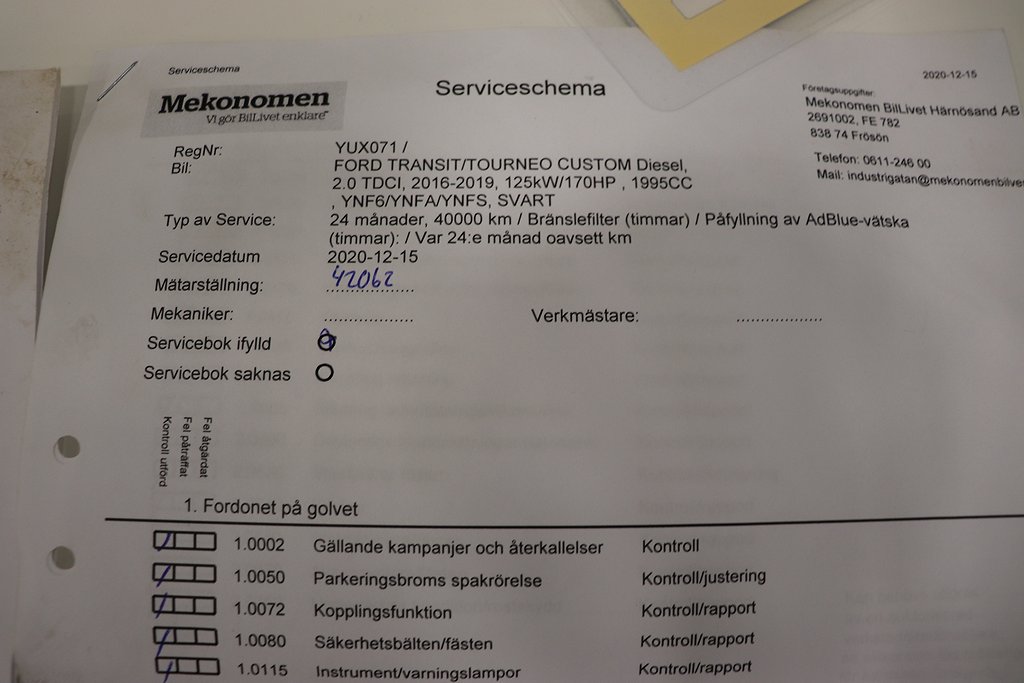 Serviceschema
Mekonomen
Vi gör BilLivet enklare
Serviceschema
2020-12-15
Företagsuppgifter:
Mekonomen BilLivet Härnösand AB
2691002, FE 782
838 74 Frösön
Telefon: 0611-246 00
Mail: industrigatan@mekonomenbilive
RegNr: YUX071 /
Bil: FORD TRANSIT/TOURNEO CUSTOM Diesel,
2.0 TDCI, 2016-2019, 125kW/170HP , 1995CC
, YNF6/YNFA/YNFS, SVART
Typ av Service: 24 månader, 40000 km / Bränslefilter (timmar) / Påfyllning av AdBlue-vätska
(timmar): / Var 24:e månad oavsett km
Servicedatum 2020-12-15
Mätarställning: 42062
Mekaniker: .................. Verkmästare: ..................
Servicebok ifylld
Servicebok saknas
Kontroll utförd
Fel påträffat
Fel åtgärdat
1. Fordonet på golvet
1.0002 Gällande kampanjer och återkallelser Kontroll
1.0050 Parkeringsbroms spakrörelse Kontroll/justering
1.0072 Kopplingsfunktion Kontroll/rapport
1.0080 Säkerhetsbälten/fästen Kontroll/rapport
1.0115 Instrument/varningslampor Kontroll/rapport